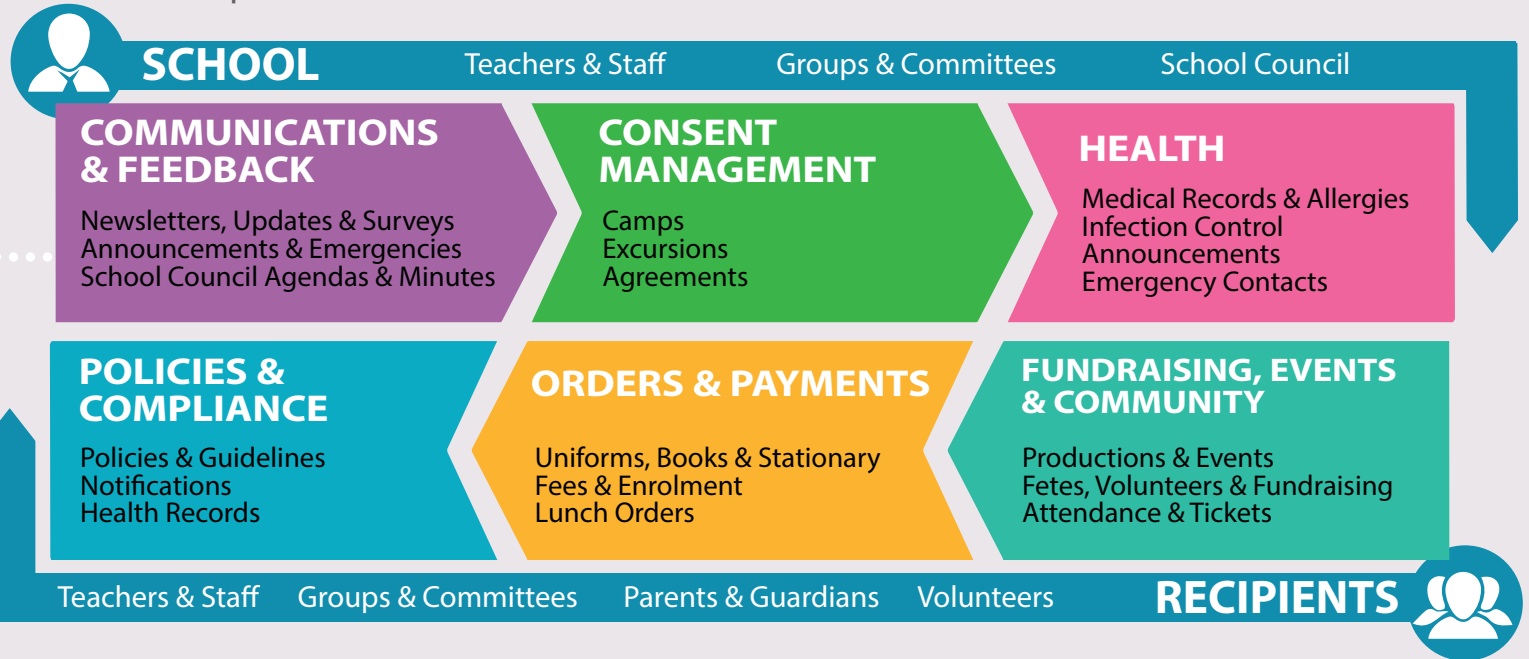 SCHOOL
Teachers & Staff
Groups & Committees
School Council
COMMUNICATIONS
& FEEDBACK
Newsletters, Updates & Surveys
Announcements & Emergencies
School Council Agendas & Minutes
CONSENT
MANAGEMENT
Camps
Excursions
Agreements
HEALTH
Medical Records & Allergies
Infection Control
Announcements
Emergency Contacts
POLICIES &
COMPLIANCE
Policies & Guidelines
Notifications
Health Records
ORDERS & PAYMENTS
Uniforms, Books & Stationary
Fees & Enrolment
Lunch Orders
FUNDRAISING, EVENTS
& COMMUNITY
Productions & Events
Fetes, Volunteers & Fundraising
Attendance & Tickets
Teachers & Staff
Groups & Committees
Parents & Guardians
Volunteers
RECIPIENTS